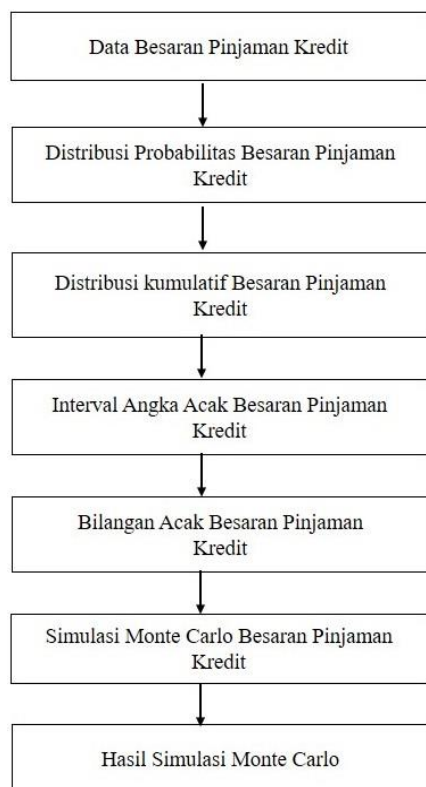 Data Besaran Pinjaman Kredit
Distribusi Probabilitas Besaran Pinjaman
Kredit
Distribusi kumulatif Besaran Pinjaman
Kredit
Interval Angka Acak Besaran Pinjaman
Kredit
Bilangan Acak Besaran Pinjaman
Kredit
Simulasi Monte Carlo Besaran Pinjaman
Kredit
Hasil Simulasi Monte Carlo